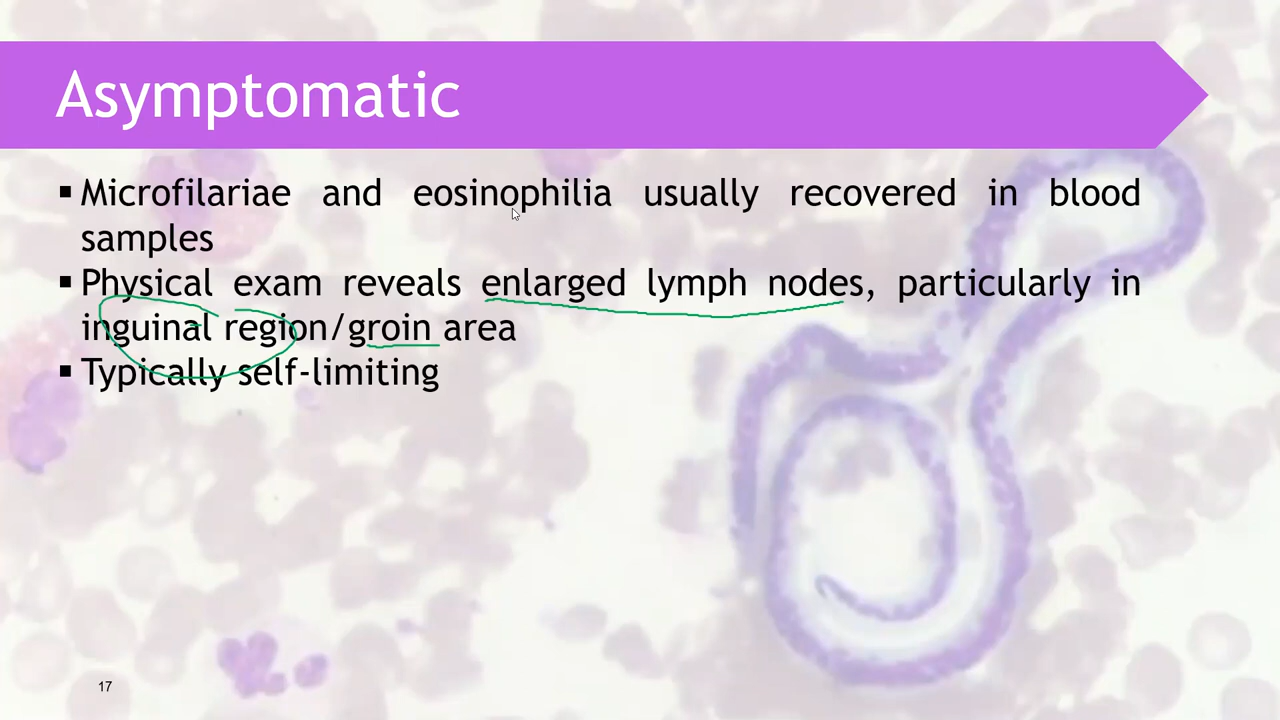 Asymptomatic
▪ Microfilariae and eosinophilia usually recovered in blood
samples
▪ Physical exam reveals enlarged lymph nodes, particularly in
inguinal region/groin area
▪ Typically self-limiting
17